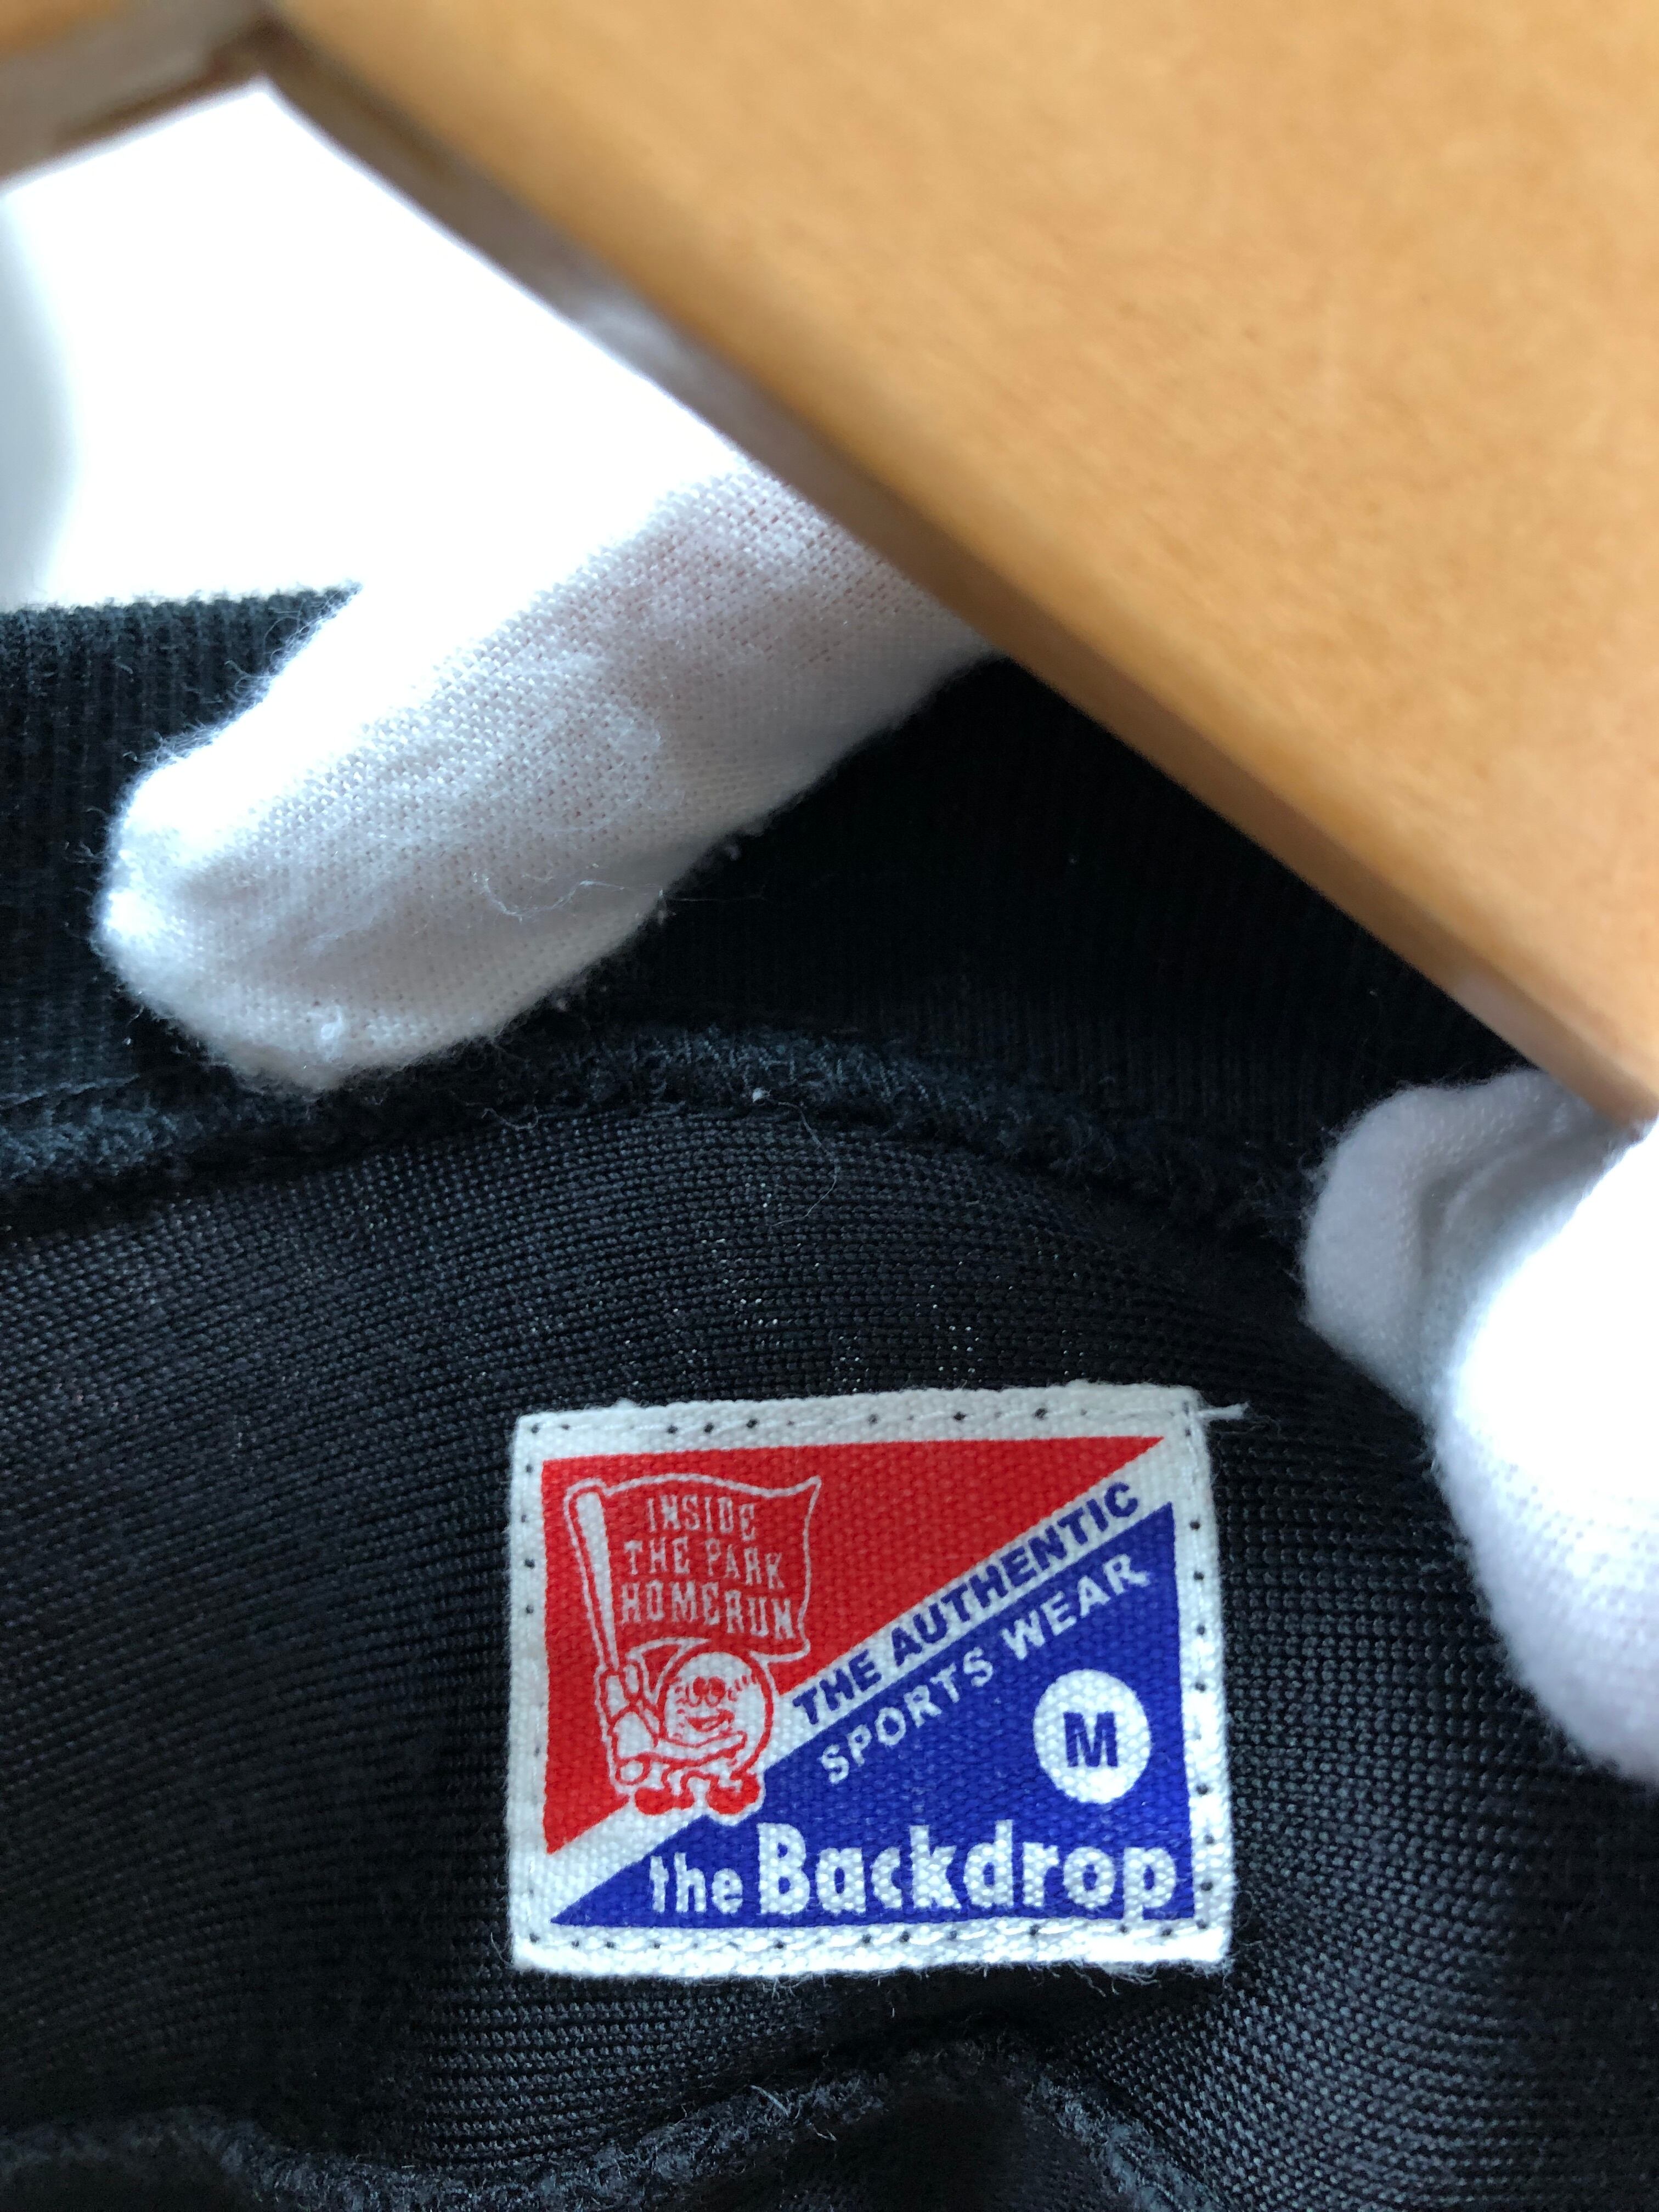 INSIDE
THE PARK
HOMERUN
THE AUTHENTIC
SPORTS WEAR
M
the Backdrop